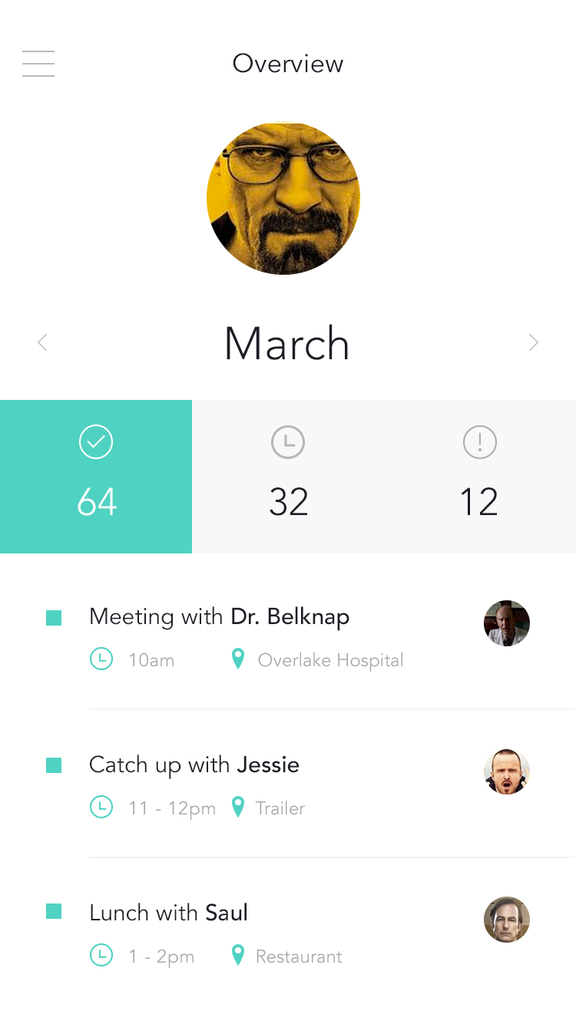 Overview
March
64 32 12
Meeting with Dr. Belknap
10am Overlake Hospital
Catch up with Jessie
11 - 12pm Trailer
Lunch with Saul
1 - 2pm Restaurant